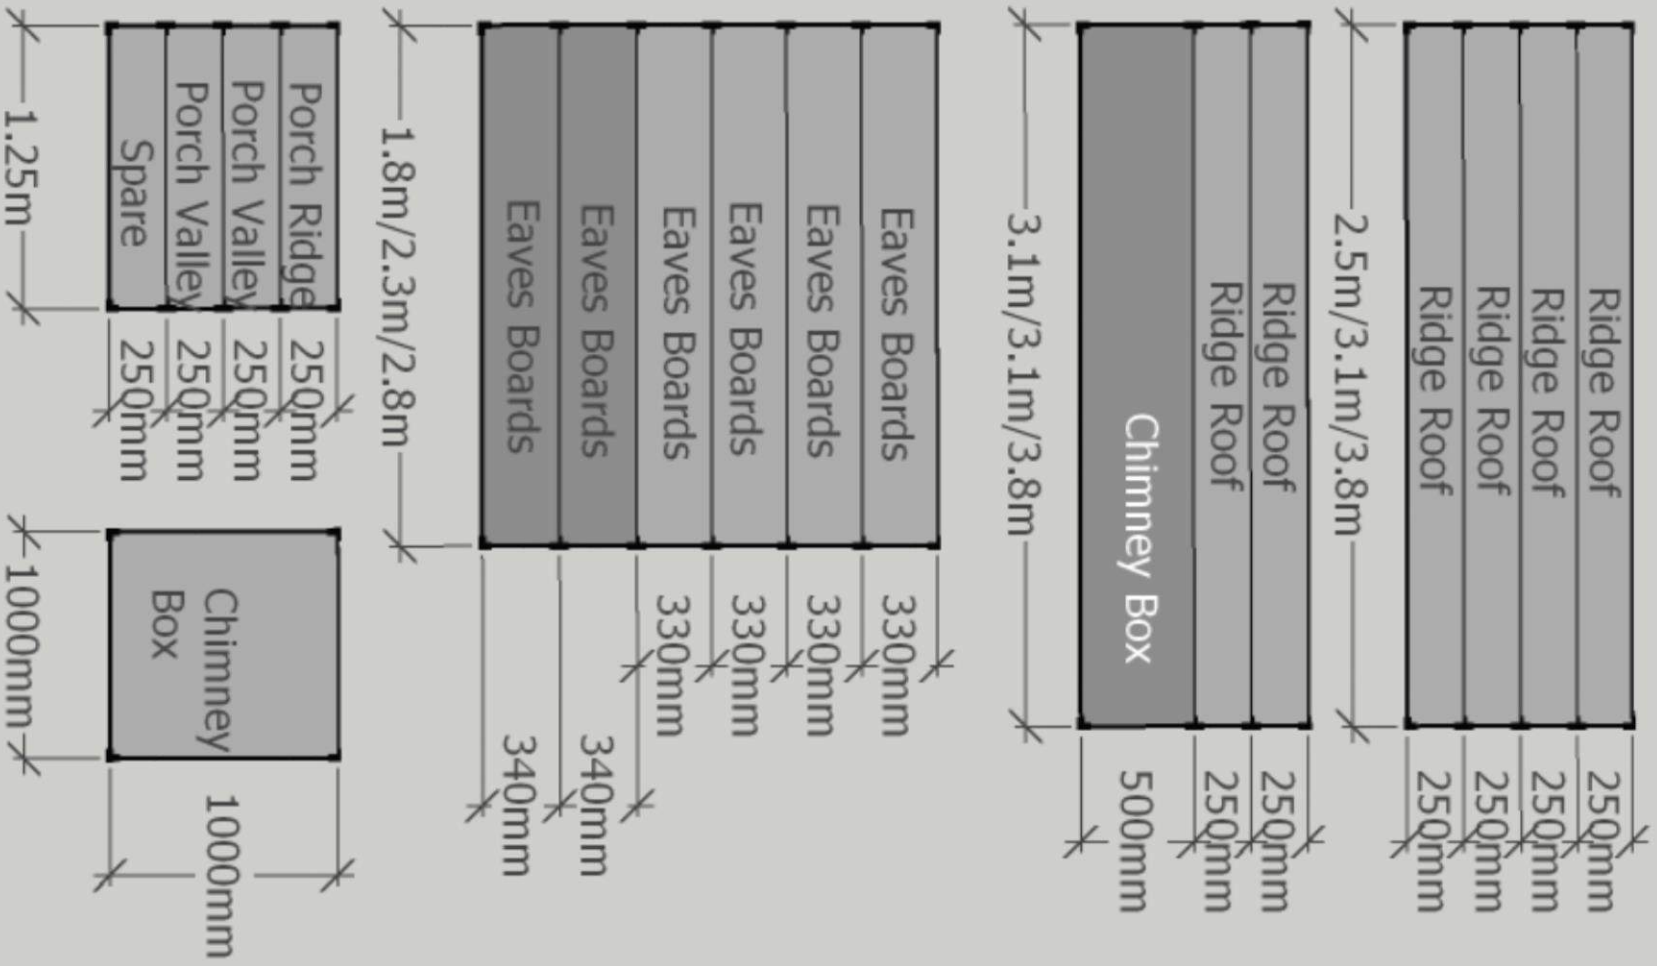 Ridge Roof
250mm
Ridge Roof
250mm
Ridge Roof
250mm
Ridge Roof
250mm
2.5m/3.1m/3.8m
Ridge Roof
250mm
Ridge Roof
250mm
Chimney Box
500mm
3.1m/3.1m/3.8m
Eaves Boards
330mm
Eaves Boards
330mm
Eaves Boards
330mm
Eaves Boards
330mm
Eaves Boards
340mm
Eaves Boards
340mm
1.8m/2.3m/2.8m
Porch Ridge
250mm
Porch Valley
250mm
Porch Valley
250mm
Spare
250mm
1.25m
Chimney
Box
1000mm
1000mm